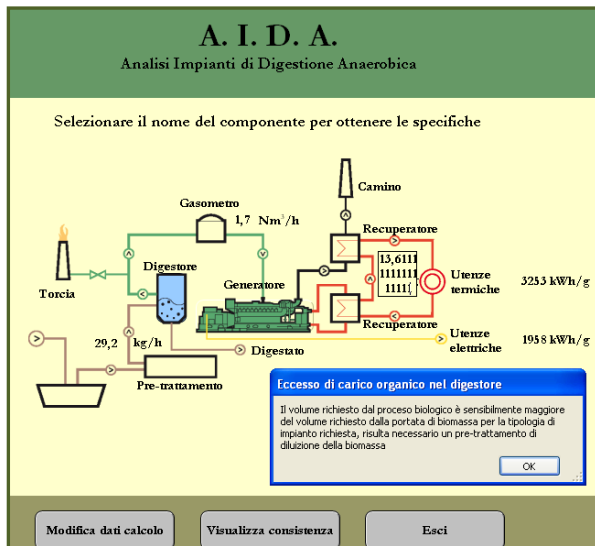 A. I. D. A.
Analisi Impianti di Digestione Anaerobica
Selezionare il nome del componente per ottenere le specifiche
Camino
Gasometro
1,7 Nm³/h
Recuperatore
Digestore
13,6111
1111111
1111{
Generatore
Utenze
termiche
3253 kWh/g
Torcia
Recuperatore
29,2 kg/h
Utenze
elettriche
1958 kWh/g
Digestato
Pre-trattamento
Eccesso di carico organico nel digestore
Il volume richiesto dal processo biologico è sensibilmente maggiore
del volume richiesto dalla portata di biomassa per la tipologia di
impianto richiesta, risulta necessario un pre-trattamento di
diluizione della biomassa
OK
Modifica dati calcolo
Visualizza consistenza
Esci